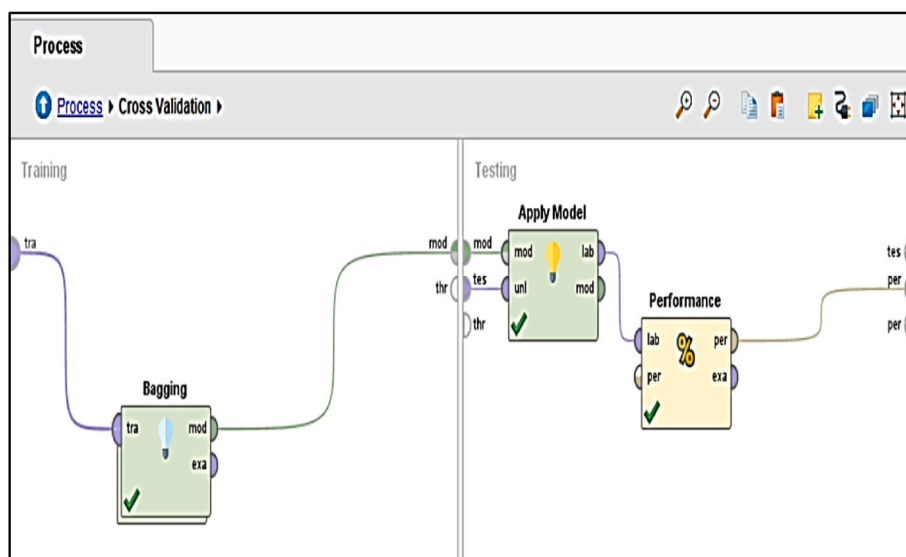 Process
Process ▸ Cross Validation ▸
Training
tra
Bagging
tra mod
exa
mod
thr
Testing
mod
tes
thr
Apply Model
mod lab
unl mod
Performance
lab % per
per exa
tes
per
per